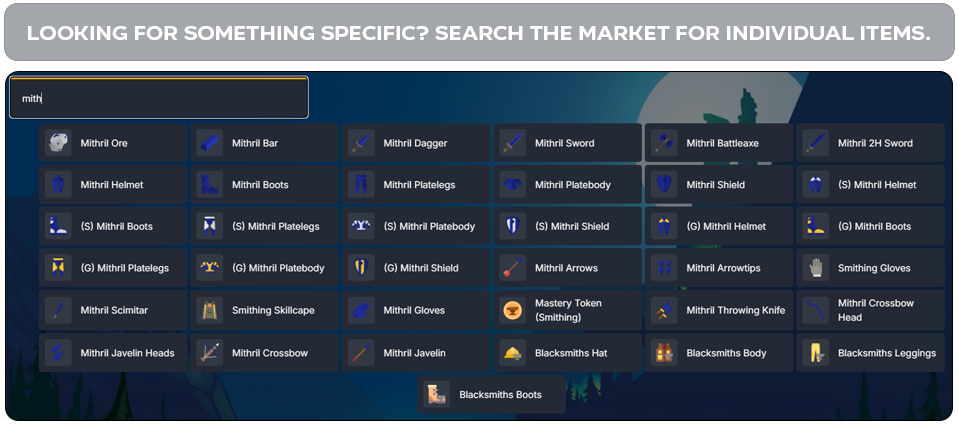 LOOKING FOR SOMETHING SPECIFIC? SEARCH THE MARKET FOR INDIVIDUAL ITEMS.
mith
Mithril Ore
Mithril Bar
Mithril Dagger
Mithril Sword
Mithril Battleaxe
Mithril 2H Sword
Mithril Helmet
Mithril Boots
Mithril Platelegs
Mithril Platebody
Mithril Shield
(S) Mithril Helmet
(S) Mithril Boots
(S) Mithril Platelegs
(S) Mithril Platebody
(S) Mithril Shield
(G) Mithril Helmet
(G) Mithril Boots
(G) Mithril Platelegs
(G) Mithril Platebody
(G) Mithril Shield
Mithril Arrows
Mithril Arrowtips
Smithing Gloves
Mithril Scimitar
Smithing Skillcape
Mithril Gloves
Mastery Token
(Smithing)
Mithril Throwing Knife
Mithril Crossbow
Head
Mithril Javelin Heads
Mithril Crossbow
Mithril Javelin
Blacksmiths Hat
Blacksmiths Body
Blacksmiths Leggings
Blacksmiths Boots